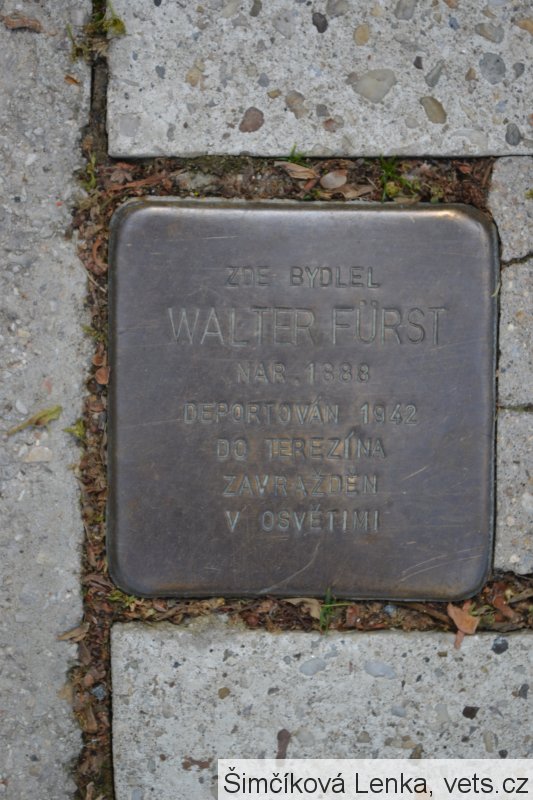 ZDE BYDLEL
WALTER FÜRST
NAR. 1888
DEPORTOVÁN 1942
DO TEREZÍNA
ZAVRAŽDĚN
V OSVĚTIMI
Šimčíková Lenka, vets.cz